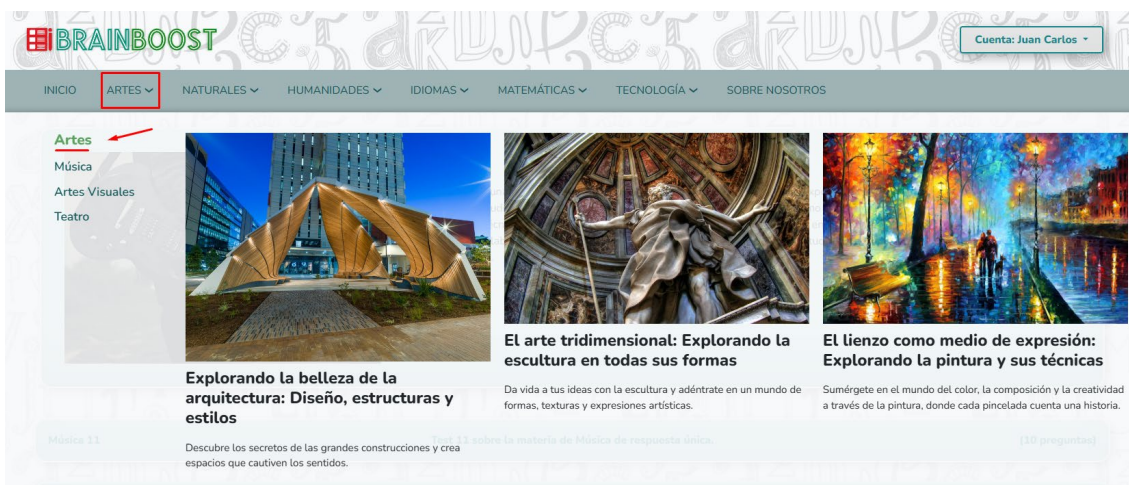 BRAINBOOST
Cuenta: Juan Carlos
INICIO ARTES NATURALES HUMANIDADES IDIOMAS MATEMÁTICAS TECNOLOGÍA SOBRE NOSOTROS
Artes
Música
Artes Visuales
Teatro
Explorando la belleza de la
arquitectura: Diseño, estructuras y
estilos
Descubre los secretos de las grandes construcciones y crea
espacios que cautiven los sentidos.
El arte tridimensional: Explorando la
escultura en todas sus formas
Da vida a tus ideas con la escultura y adéntrate en un mundo de
formas, texturas y expresiones artísticas.
El lienzo como medio de expresión:
Explorando la pintura y sus técnicas
Sumérgete en el mundo del color, la composición y la creatividad
a través de la pintura, donde cada pincelada cuenta una historia.
Música 11 Test 11 sobre la materia de Música de respuesta única. (10 preguntas)